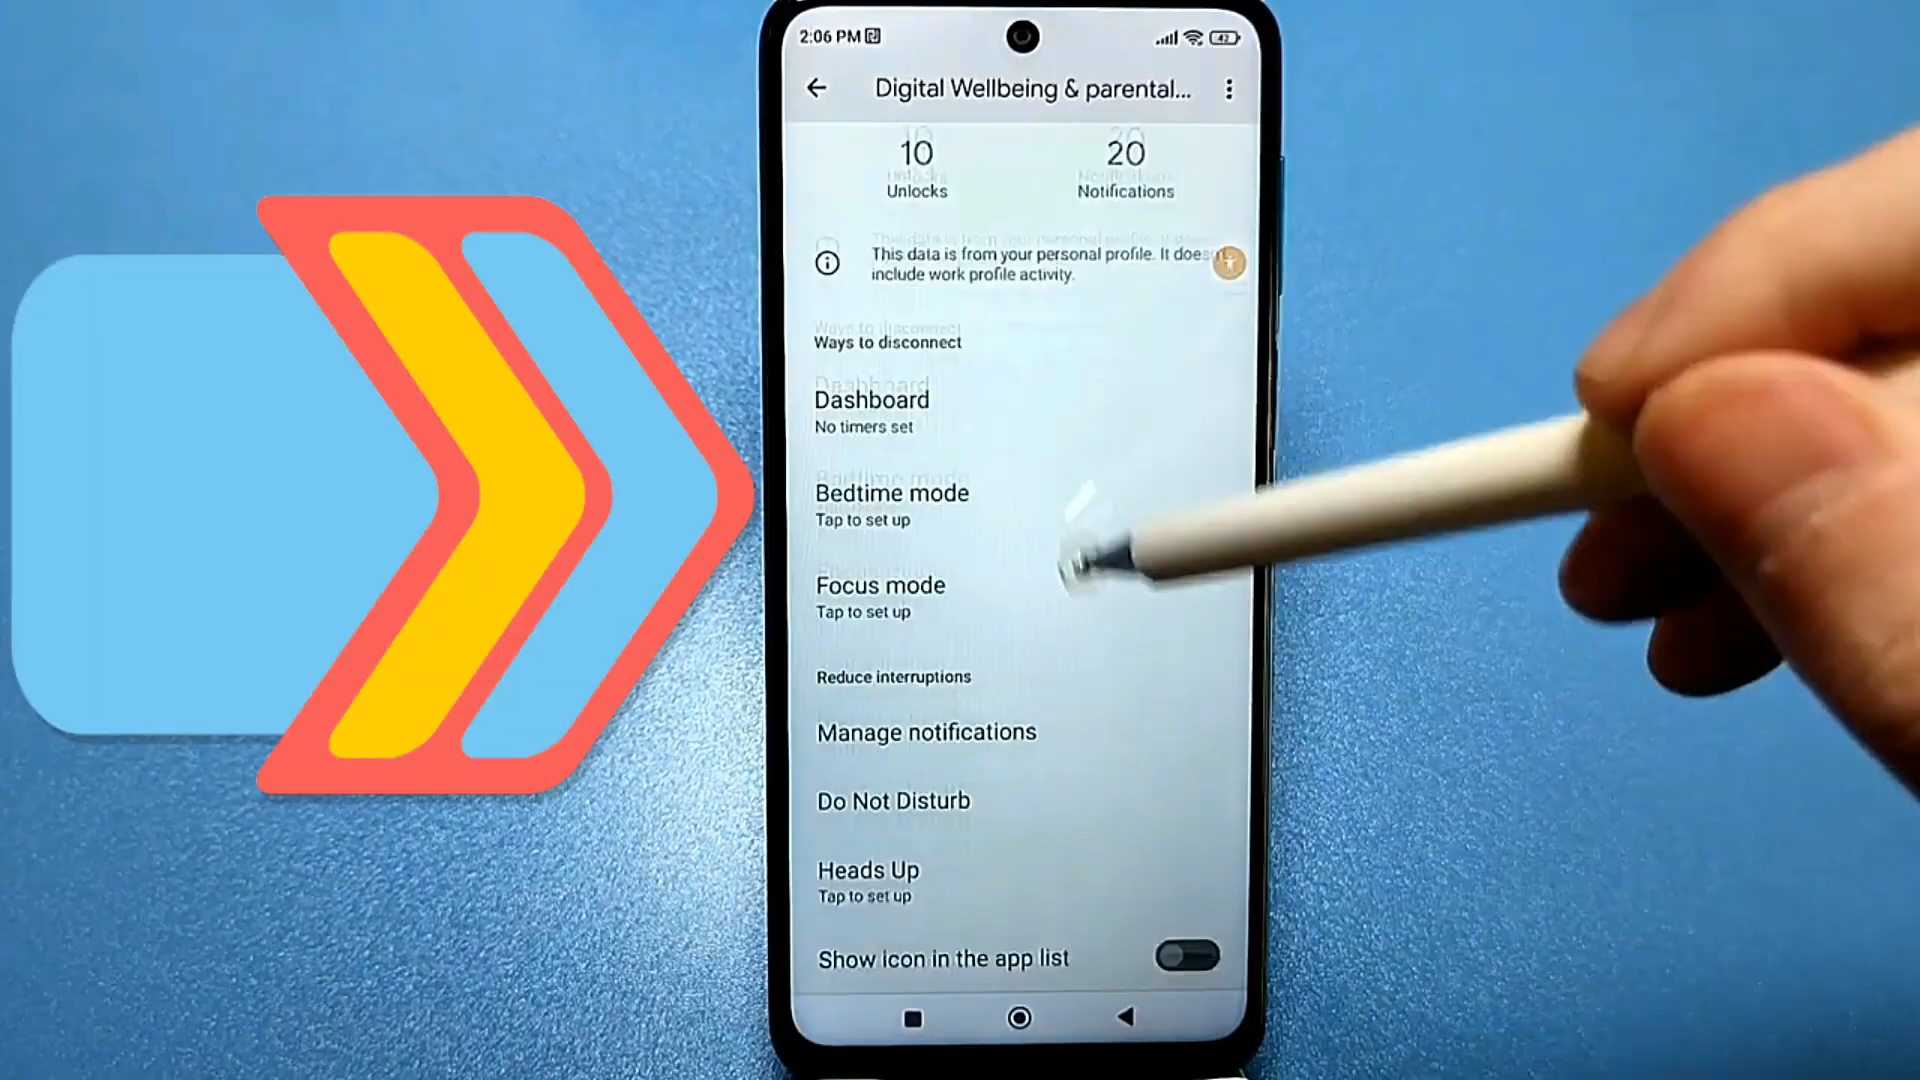 2:06 PM
42
Digital Wellbeing & parental...
10
20
Unlocks
Notifications
This data is from your personal profile. It does
include work profile activity.
Ways to disconnect
Dashboard
No timers set
Bedtime mode
Tap to set up
Focus mode
Tap to set up
Reduce interruptions
Manage notifications
Do Not Disturb
Heads Up
Tap to set up
Show icon in the app list